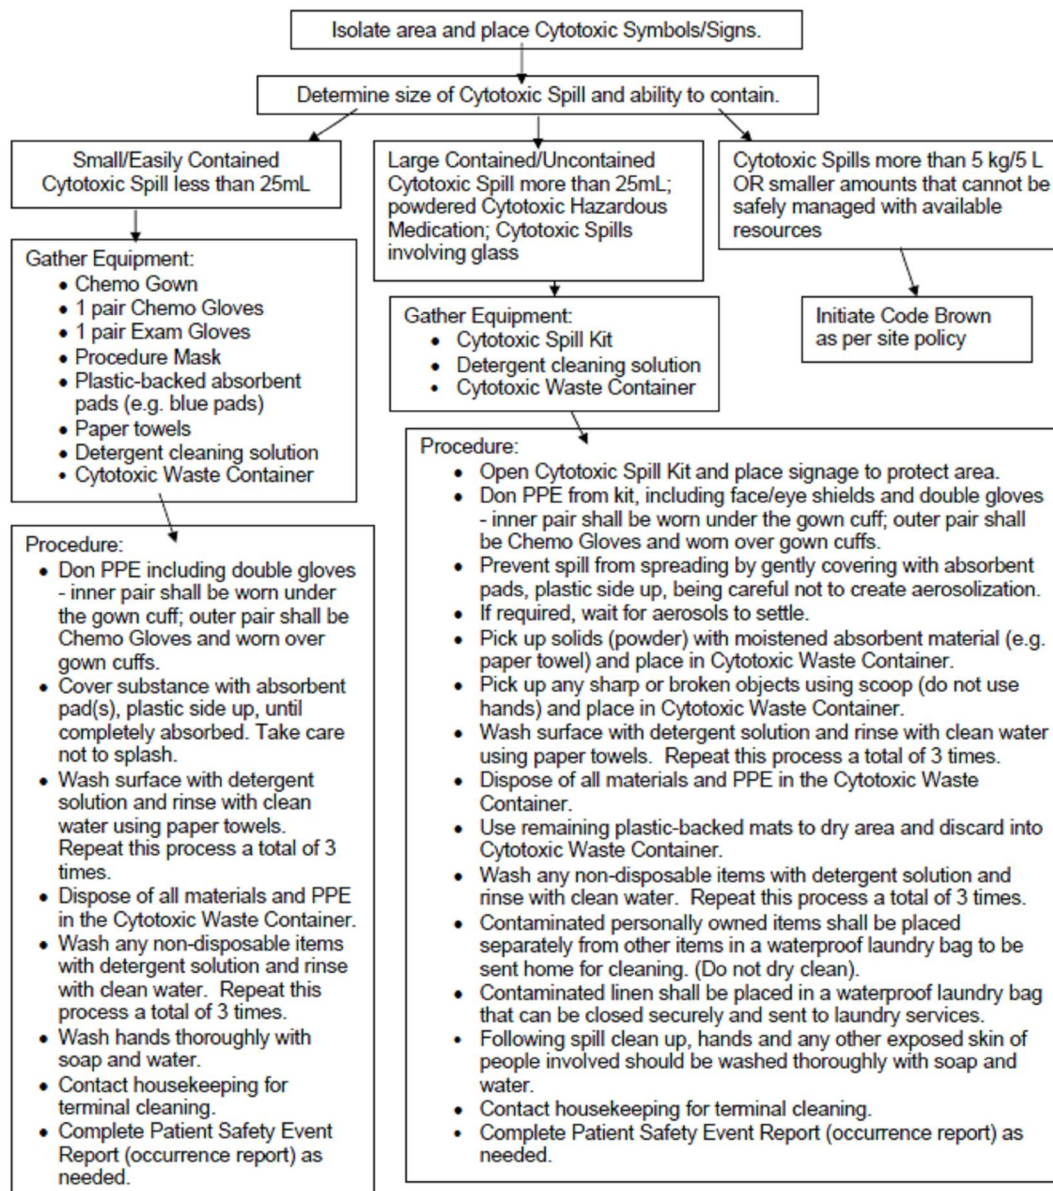 Isolate area and place Cytotoxic Symbols/Signs.
Determine size of Cytotoxic Spill and ability to contain.
Small/Easily Contained
Cytotoxic Spill less than 25mL
Gather Equipment:
• Chemo Gown
• 1 pair Chemo Gloves
• 1 pair Exam Gloves
• Procedure Mask
• Plastic-backed absorbent
pads (e.g. blue pads)
• Paper towels
• Detergent cleaning solution
• Cytotoxic Waste Container
Procedure:
• Don PPE including double gloves
- inner pair shall be worn under
the gown cuff; outer pair shall be
Chemo Gloves and worn over
gown cuffs.
• Cover substance with absorbent
pad(s), plastic side up, until
completely absorbed. Take care
not to splash.
• Wash surface with detergent
solution and rinse with clean
water using paper towels.
Repeat this process a total of 3
times.
• Dispose of all materials and PPE
in the Cytotoxic Waste Container.
• Wash any non-disposable items
with detergent solution and rinse
with clean water.  Repeat this
process a total of 3 times.
• Wash hands thoroughly with
soap and water.
• Contact housekeeping for
terminal cleaning.
• Complete Patient Safety Event
Report (occurrence report) as
needed.
Large Contained/Uncontained
Cytotoxic Spill more than 25mL;
powdered Cytotoxic Hazardous
Medication; Cytotoxic Spills
involving glass
Gather Equipment:
• Cytotoxic Spill Kit
• Detergent cleaning solution
• Cytotoxic Waste Container
Procedure:
• Open Cytotoxic Spill Kit and place signage to protect area.
• Don PPE from kit, including face/eye shields and double gloves
- inner pair shall be worn under the gown cuff; outer pair shall
be Chemo Gloves and worn over gown cuffs.
• Prevent spill from spreading by gently covering with absorbent
pads, plastic side up, being careful not to create aerosolization.
• If required, wait for aerosols to settle.
• Pick up solids (powder) with moistened absorbent material (e.g.
paper towel) and place in Cytotoxic Waste Container.
• Pick up any sharp or broken objects using scoop (do not use
hands) and place in Cytotoxic Waste Container.
• Wash surface with detergent solution and rinse with clean water
using paper towels.  Repeat this process a total of 3 times.
• Dispose of all materials and PPE in the Cytotoxic Waste
Container.
• Use remaining plastic-backed mats to dry area and discard into
Cytotoxic Waste Container.
• Wash any non-disposable items with detergent solution and
rinse with clean water.  Repeat this process a total of 3 times.
• Contaminated personally owned items shall be placed
separately from other items in a waterproof laundry bag to be
sent home for cleaning. (Do not dry clean).
• Contaminated linen shall be placed in a waterproof laundry bag
that can be closed securely and sent to laundry services.
• Following spill clean up, hands and any other exposed skin of
people involved should be washed thoroughly with soap and
water.
• Contact housekeeping for terminal cleaning.
• Complete Patient Safety Event Report (occurrence report) as
needed.
Cytotoxic Spills more than 5 kg/5 L
OR smaller amounts that cannot be
safely managed with available
resources
Initiate Code Brown
as per site policy